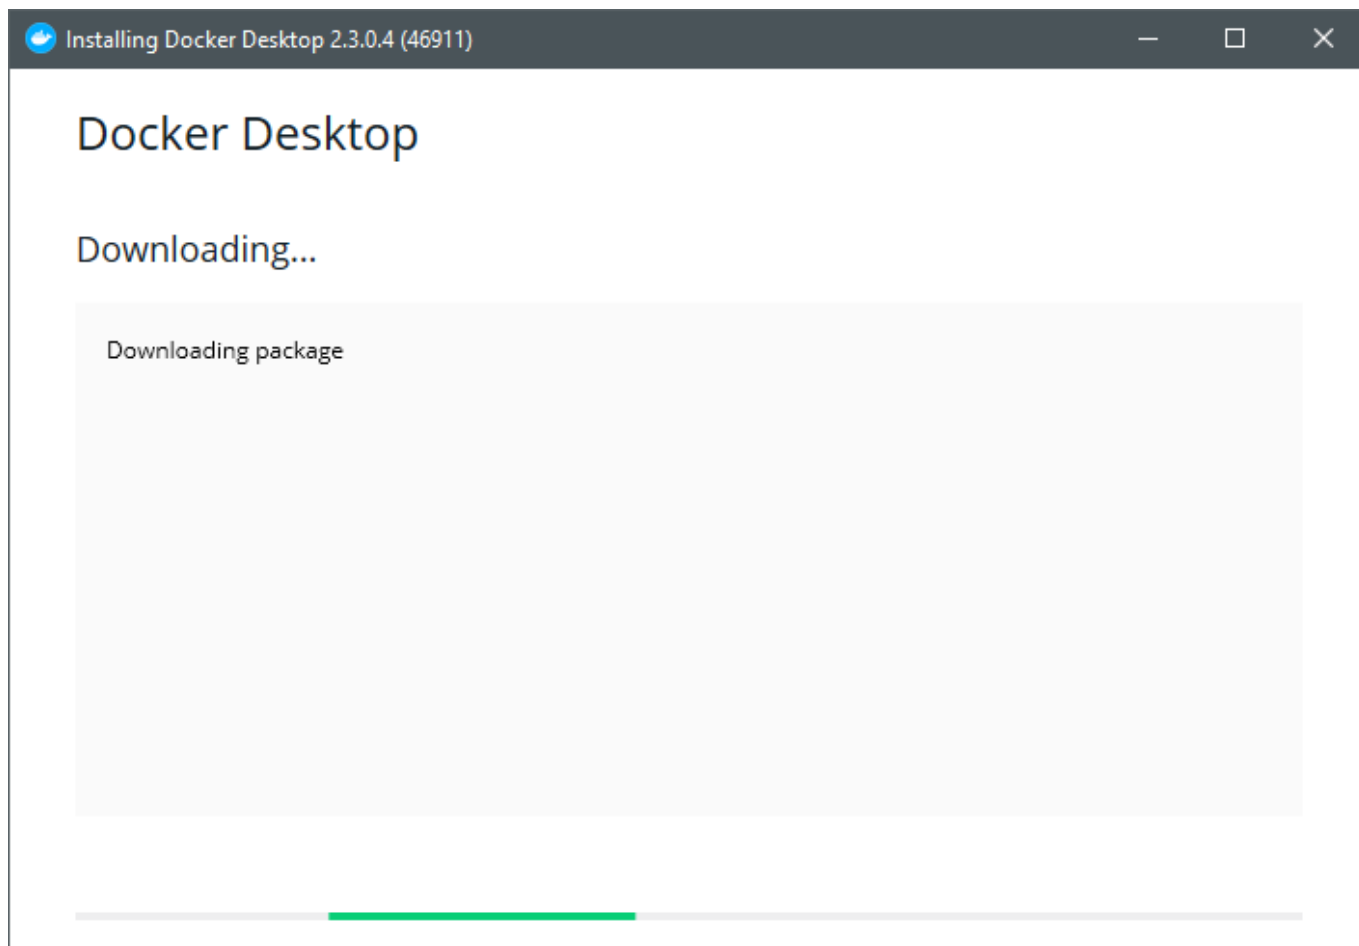 Installing Docker Desktop 2.3.0.4 (46911)
Docker Desktop
Downloading...
Downloading package